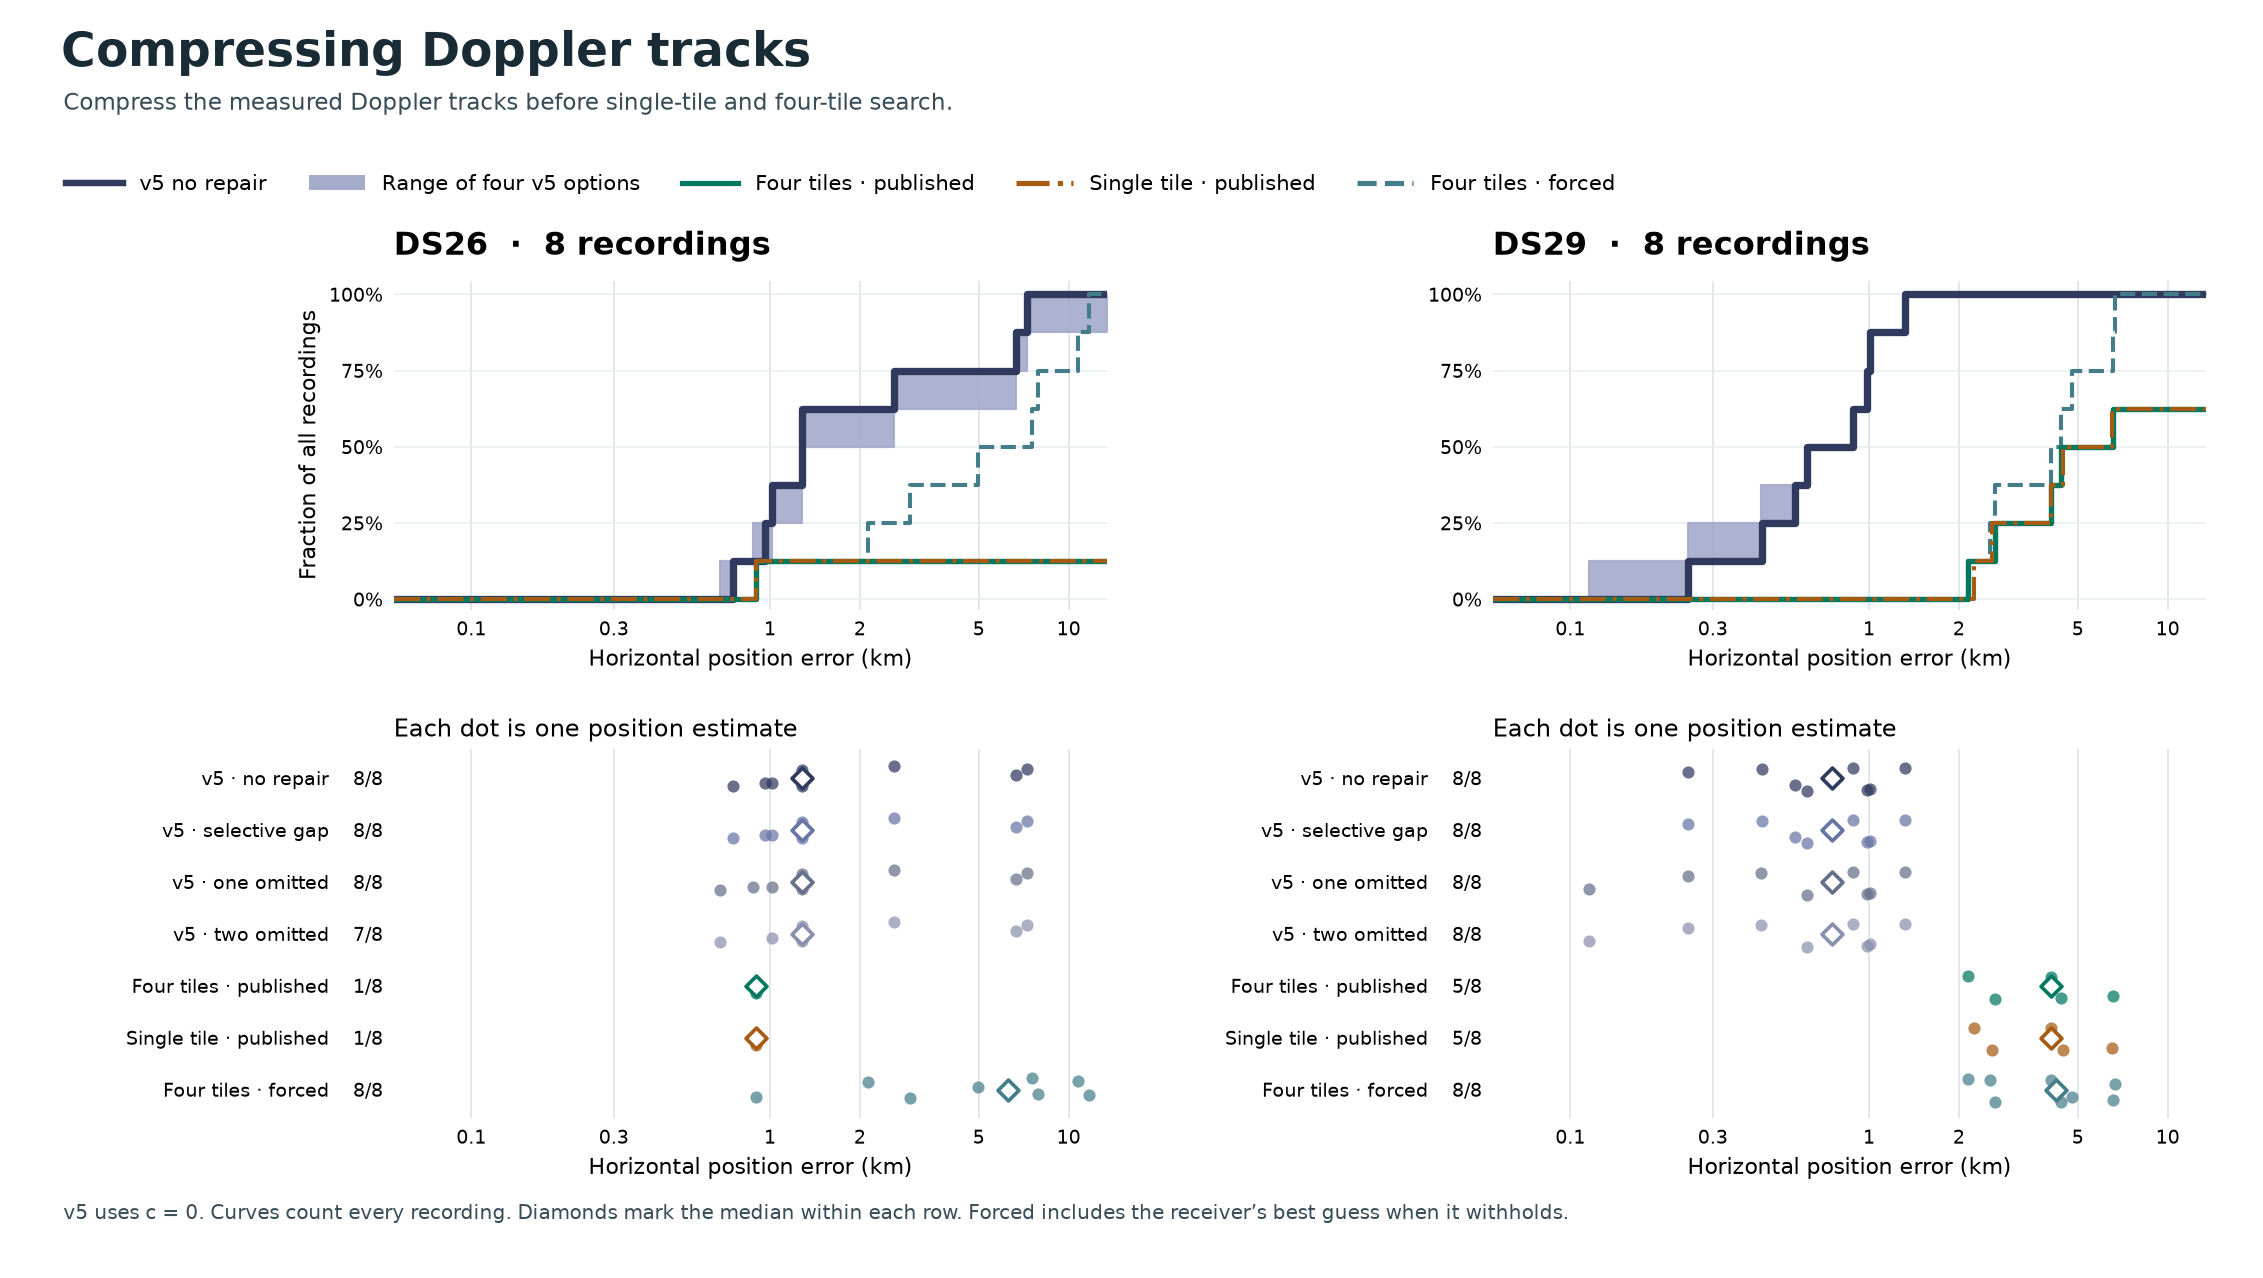 Compressing Doppler tracks
Compress the measured Doppler tracks before single-tile and four-tile search.
v5 no repair
Range of four v5 options
Four tiles · published
Single tile · published
Four tiles · forced
DS26 · 8 recordings
Fraction of all recordings
100%
75%
50%
25%
0%
0.1 0.3 1 2 5 10
Horizontal position error (km)
DS29 · 8 recordings
100%
75%
50%
25%
0%
0.1 0.3 1 2 5 10
Horizontal position error (km)
Each dot is one position estimate
v5 · no repair 8/8
v5 · selective gap 8/8
v5 · one omitted 8/8
v5 · two omitted 7/8
Four tiles · published 1/8
Single tile · published 1/8
Four tiles · forced 8/8
0.1 0.3 1 2 5 10
Horizontal position error (km)
Each dot is one position estimate
v5 · no repair 8/8
v5 · selective gap 8/8
v5 · one omitted 8/8
v5 · two omitted 8/8
Four tiles · published 5/8
Single tile · published 5/8
Four tiles · forced 8/8
0.1 0.3 1 2 5 10
Horizontal position error (km)
v5 uses c = 0. Curves count every recording. Diamonds mark the median within each row. Forced includes the receiver’s best guess when it withholds.